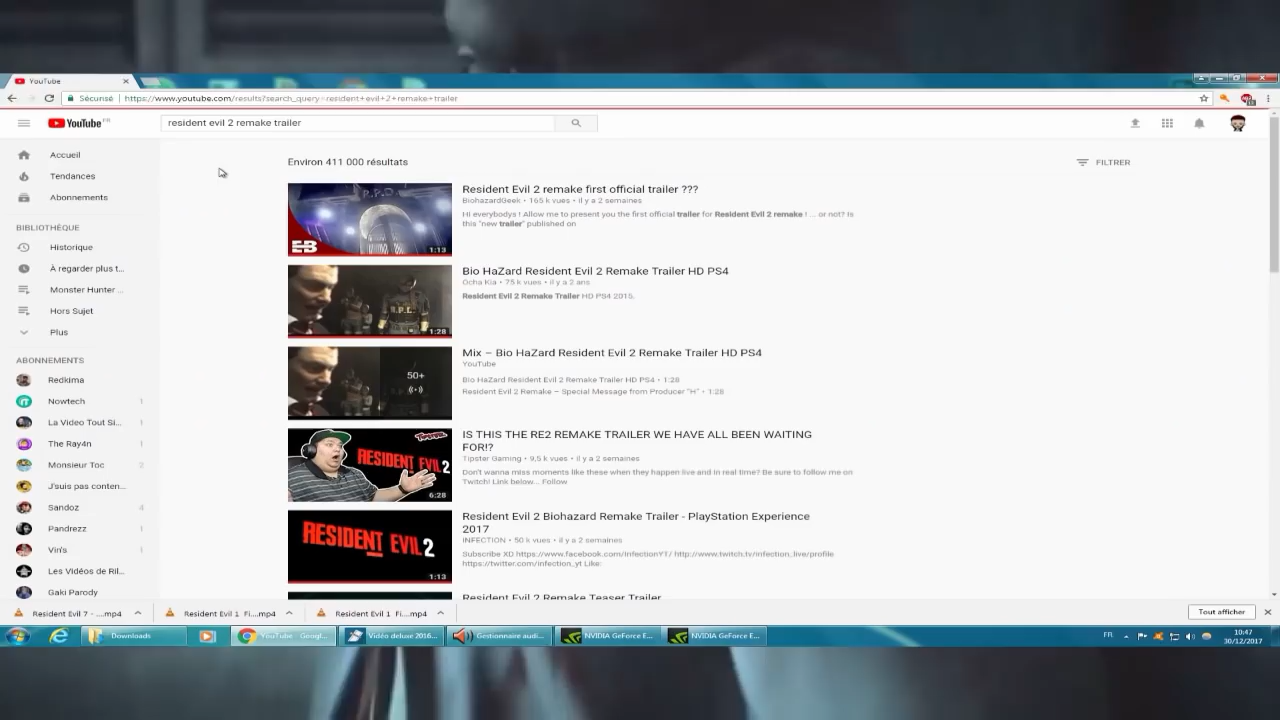 YouTube
Sécurisé
https://www.youtube.com/results?search_query=resident+evil+2+remake+trailer
YouTube FR
resident evil 2 remake trailer
Accueil
Tendances
Abonnements
BIBLIOTHÈQUE
Historique
À regarder plus t...
Monster Hunter ...
Hors Sujet
Plus
ABONNEMENTS
Redkima
Nowtech 1
La Video Tout Si... 1
The Ray4n 1
Monsieur Toc 2
J'suis pas conten...
Sandoz 4
Pandrezz 1
Vin's 1
Les Vidéos de Ril...
Gaki Parody
Environ 411 000 résultats
FILTRER
R.P.D.
1:13
Resident Evil 2 remake first official trailer ???
BiohazardGeek • 165 k vues • il y a 2 semaines
Hi everybodys ! Allow me to present you the first official trailer for Resident Evil 2 remake ! ... or not? Is
this "new trailer" published on
1:28
Bio HaZard Resident Evil 2 Remake Trailer HD PS4
Ocha Kia • 75 k vues • il y a 2 ans
Resident Evil 2 Remake Trailer HD PS4 2015.
50+
Mix – Bio HaZard Resident Evil 2 Remake Trailer HD PS4
YouTube
Bio HaZard Resident Evil 2 Remake Trailer HD PS4 • 1:28
Resident Evil 2 Remake – Special Message from Producer "H" • 1:28
RESIDENT EVIL 2
6:28
IS THIS THE RE2 REMAKE TRAILER WE HAVE ALL BEEN WAITING
FOR!?
Tipster Gaming • 9,5 k vues • il y a 2 semaines
Don't wanna miss moments like these when they happen live and in real time? Be sure to follow me on
Twitch! Link below... Follow
RESIDENT EVIL 2
1:13
Resident Evil 2 Biohazard Remake Trailer - PlayStation Experience
2017
INFECTION • 50 k vues • il y a 2 semaines
Subscribe XD https://www.facebook.com/InfectionYT/ http://www.twitch.tv/infection_live/profile
https://twitter.com/infection_yt Like:
Resident Evil 2 Remake Teaser Trailer
Resident Evil 7 - ....mp4
Resident Evil 1 Fi....mp4
Resident Evil 1 Fi....mp4
Tout afficher
Downloads
YouTube - Googl...
Vidéo deluxe 2016...
Gestionnaire audi...
NVIDIA GeForce E...
NVIDIA GeForce E...
FR
10:47
30/12/2017